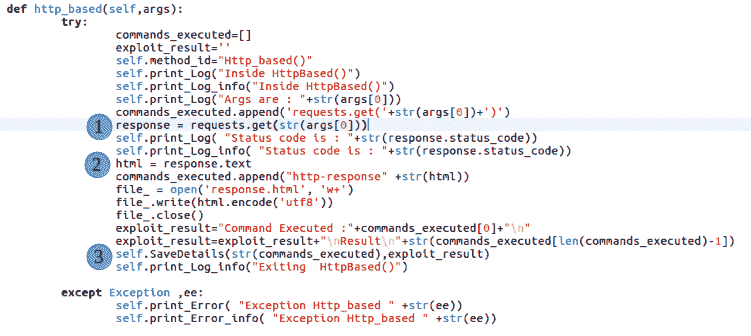 def http_based(self,args):
try:
commands_executed=[]
exploit_result=''
self.method_id="Http_based()"
self.print_Log("Inside HttpBased()")
self.print_Log_info("Inside HttpBased()")
self.print_Log("Args are : "+str(args[0]))
commands_executed.append('requests.get('+str(args[0])+')')
1 response = requests.get(str(args[0]))
self.print_Log( "Status code is : "+str(response.status_code))
self.print_Log_info( "Status code is : "+str(response.status_code))
2 html = response.text
commands_executed.append("http-response" +str(html))
file_ = open('response.html', 'w+')
file_.write(html.encode('utf8'))
file_.close()
exploit_result="Command Executed :"+commands_executed[0]+"\n"
exploit_result=exploit_result+"\nResult\n"+str(commands_executed[len(commands_executed)-1])
3 self.SaveDetails(str(commands_executed),exploit_result)
self.print_Log_info("Exiting  HttpBased()")
except Exception ,ee:
self.print_Error( "Exception Http_based " +str(ee))
self.print_Error_info( "Exception Http_based " +str(ee))